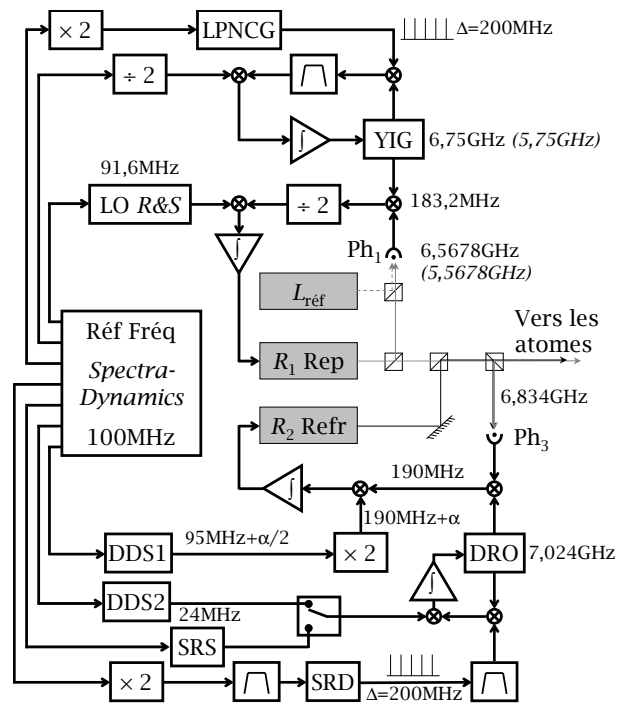 × 2
LPNCG
Δ=200MHz
÷ 2
YIG
6,75GHz (5,75GHz)
91,6MHz
LO R&S
÷ 2
183,2MHz
Ph1
6,5678GHz
(5,5678GHz)
Lréf
Réf Fréq
Spectra-
Dynamics
100MHz
Vers les
atomes
R1 Rep
6,834GHz
R2 Refr
Ph3
190MHz
190MHz+α
DDS1
95MHz+α/2
× 2
DRO
7,024GHz
DDS2
24MHz
SRS
× 2
SRD
Δ=200MHz
∫
∫
∫
∫